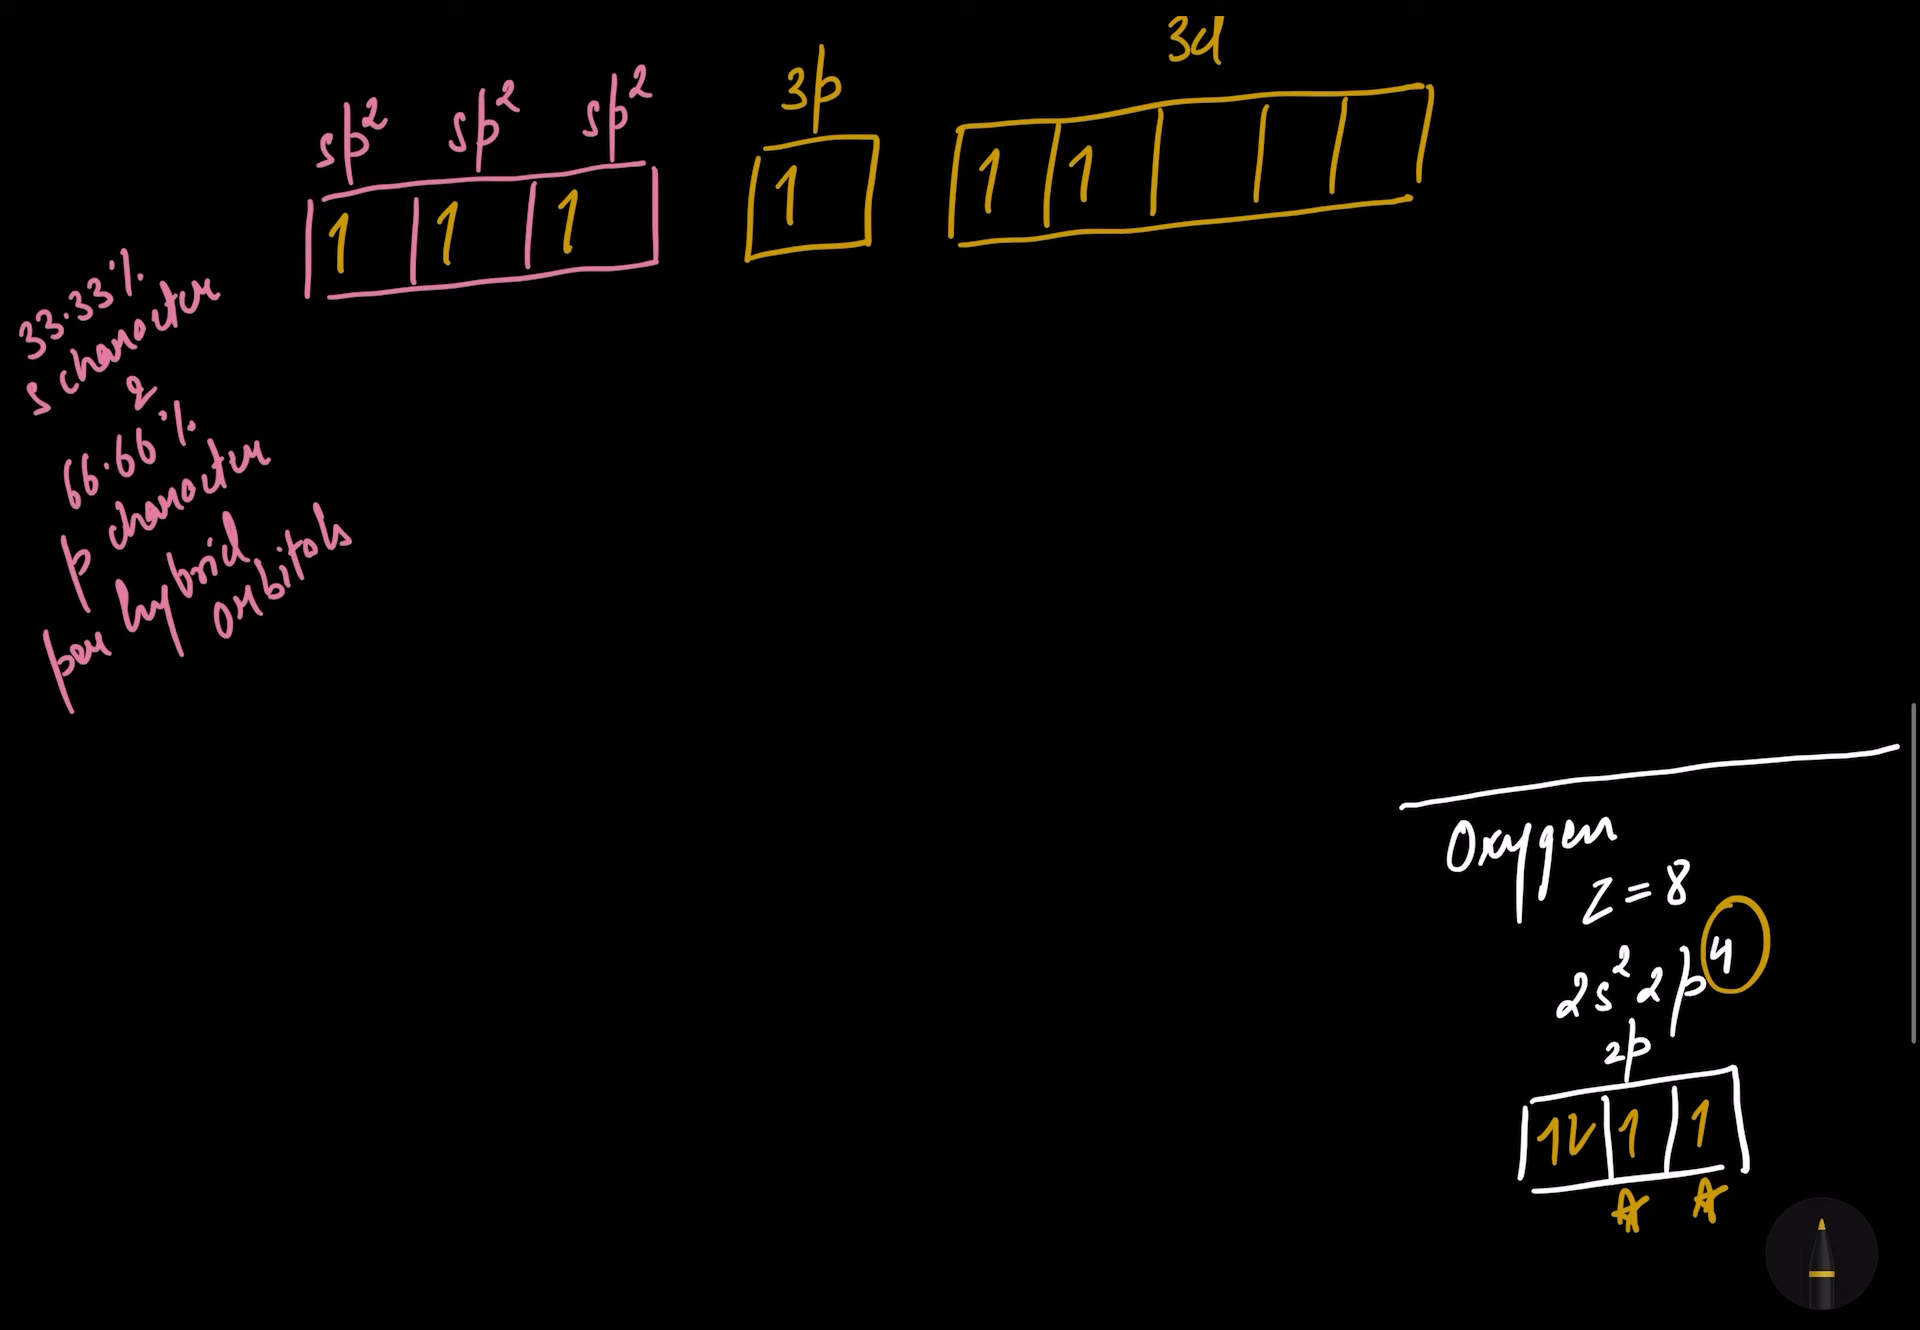 sp² sp² sp²
3p
3d
1 1 1
1
1 1
33.33%
s character
&
66.66%
p character
per hybrid
orbitals
Oxygen
Z = 8
2s² 2p⁴
2p
1⇂ 1 1